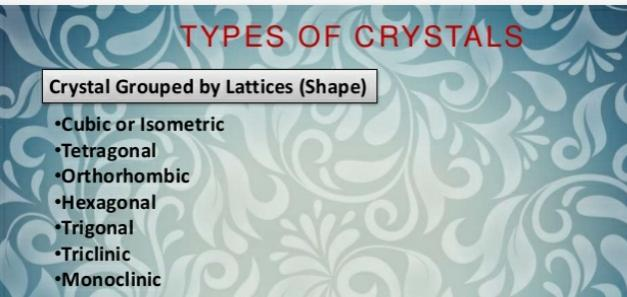 TYPES OF CRYSTALS
Crystal Grouped by Lattices (Shape)
•Cubic or Isometric
•Tetragonal
•Orthorhombic
•Hexagonal
•Trigonal
•Triclinic
•Monoclinic